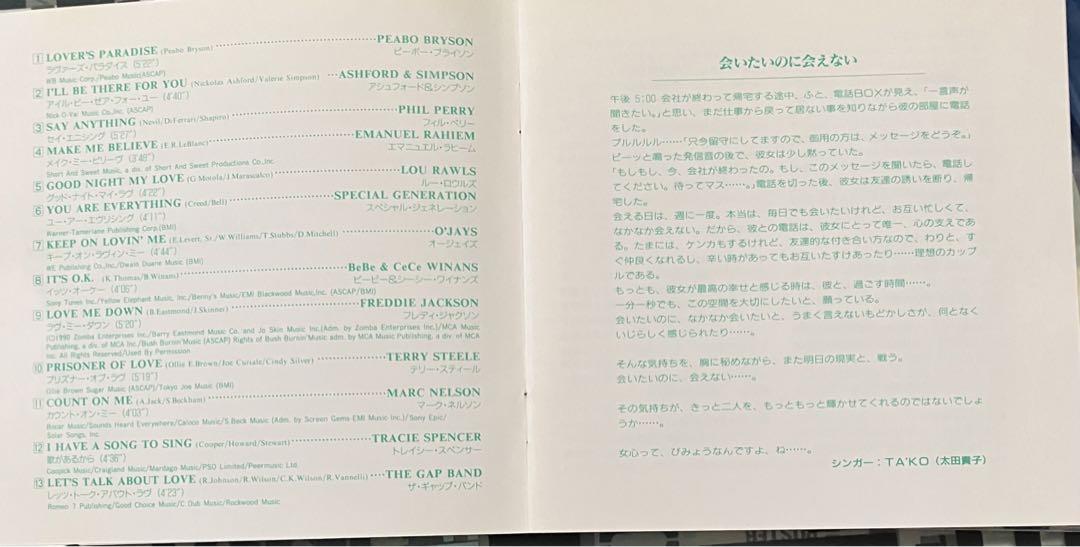 1 LOVER'S PARADISE (Peabo Bryson)……PEABO BRYSON
ラヴァーズ・パラダイス (5'22") ピーボー・ブライソン
WB Music Corp./Peabo Music(ASCAP)
2 I'LL BE THERE FOR YOU (Nickolas Ashford/Valerie Simpson)…ASHFORD & SIMPSON
アイル・ビー・ゼア・フォー・ユー (4'40") アシュフォード&シンプソン
Nick-O-Val Music Co.,Inc. (ASCAP)
3 SAY ANYTHING (Nevil/Di Ferrari/Shapiro)……PHIL PERRY
セイ・エニシング (5'27") フィル・ペリー
4 MAKE ME BELIEVE (E.R.LeBlanc)……EMANUEL RAHIEM
メイク・ミー・ビリーヴ (3'48") エマニュエル・ラヒーム
Short And Sweet Music, a div. of Short And Sweet Productions Co.,Inc.
5 GOOD NIGHT MY LOVE (G Motola/J.Marascalco)……LOU RAWLS
グッド・ナイト・マイ・ラヴ (4'22") ルー・ロウルズ
6 YOU ARE EVERYTHING (Creed/Bell)……SPECIAL GENERATION
ユー・アー・エヴリシング (4'11") スペシャル・ジェネレーション
Warner-Tamerlane Publishing Corp.(BMI)
7 KEEP ON LOVIN' ME (E.Levert, Sr./W.Williams/T.Stubbs/D.Mitchell)……O'JAYS
キープ・オン・ラヴィン・ミー (4'44") オージェイズ
WE Publishing Co.,Inc./Dwain Duane Music (BMI)
8 IT'S O.K. (K.Thomas/B.Winans)……BeBe & CeCe WINANS
イッツ・オーケー (4'06") ビービー&シーシー・ワイナンズ
Sony Tunes Inc./Yellow Elephant Music, Inc./Benny's Music/EMI Blackwood Music,Inc. (ASCAP/BMI)
9 LOVE ME DOWN (B.Eastmond/J.Skinner)……FREDDIE JACKSON
ラヴ・ミー・ダウン (5'20") フレディ・ジャクソン
(C)1990 Zomba Enterprises Inc./Barry Eastmond Music Co. and Jo Skin Music Inc.(Adm. by Zomba Enterprises Inc.)/MCA Music
Publishing, a div. of MCA Inc./Bush Burnin' Music (ASCAP) Rights of Bush Burnin' Music adm. by MCA Music Publishing, a div. of MCA
Inc. All Rights Reserved/Used By Permission
10 PRISONER OF LOVE (Ollie E.Brown/Joe Curiale/Cindy Silver)……TERRY STEELE
プリズナー・オブ・ラヴ (5'19") テリー・スティール
Ollie Brown Sugar Music (ASCAP)/Tokyo Joe Music (BMI)
11 COUNT ON ME (A.Jack/S.Beckham)……MARC NELSON
カウント・オン・ミー (4'03") マーク・ネルソン
Bocar Music/Sounds Heard Everywhere/Caloco Music/S.Beck Music (Adm. by Screen Gems EMI Music Inc.)/Sony Epic/
Solar Songs, Inc.
12 I HAVE A SONG TO SING (Cooper/Howard/Stewart)……TRACIE SPENCER
歌があるから (4'36") トレイシー・スペンサー
Coopick Music/Craigland Music/Mardago Music/PSO Limited/Peermusic Ltd.
13 LET'S TALK ABOUT LOVE (R.Johnson/R.Wilson/C.K.Wilson/R.Vannelli)……THE GAP BAND
レッツ・トーク・アバウト・ラヴ (4'23") ザ・ギャップ・バンド
Romeo 7 Publishing/Good Choice Music/C Dub Music/Rockwood Music
会いたいのに会えない
午後 5:00 会社が終わって帰宅する途中、ふと、電話BOXが見え、「一言声が
聞きたい。」と思い、まだ仕事から戻って居ない事を知りながら彼の部屋に電話
をした。
プルルルル……「只今留守にしてますので、御用の方は、メッセージをどうぞ。」
ピーッと鳴った発信音の後で、彼女は少し黙っていた。
「もしもし、今、会社が終わったの。もし、このメッセージを聞いたら、電話し
てください。待ってマス……。」電話を切った後、彼女は友達の誘いを断り、帰
宅した。
会える日は、週に一度。本当は、毎日でも会いたいけれど、お互い忙しくて、
なかなか会えない。だから、彼との電話は、彼女にとって唯一、心の支えであ
る。たまには、ケンカもするけれど、友達的な付き合い方なので、わりと、す
ぐ仲良くなれるし、辛い時があってもお互いたすけあったり……理想のカップ
ルである。
もっとも、彼女が最高の幸せと感じる時は、彼と、過ごす時間……。
一分一秒でも、この空間を大切にしたいと、願っている。
会いたいのに、なかなか会いたいと、うまく言えないもどかしさが、何となく
いじらしく感じられたり……。
そんな気持ちを、胸に秘めながら、また明日の現実と、戦う。
会いたいのに、会えない……。
その気持ちが、きっと二人を、もっともっと輝かせてくれるのではないでしょ
うか……。
女心って、びみょうなんですよ、ね……。
シンガー:TA'KO (太田貴子)